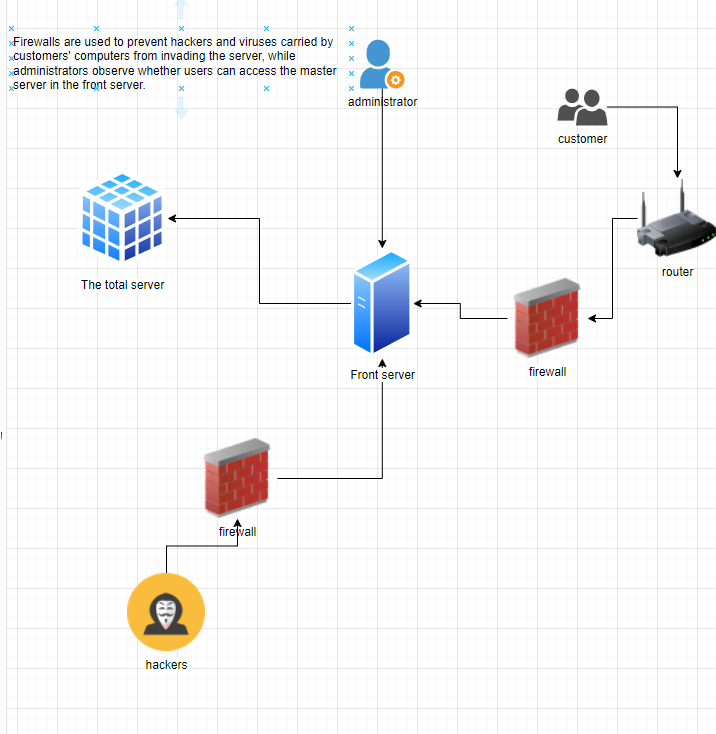 Firewalls are used to prevent hackers and viruses carried by
customers' computers from invading the server, while
administrators observe whether users can access the master
server in the front server.
administrator
customer
The total server
router
Front server
firewall
firewall
hackers